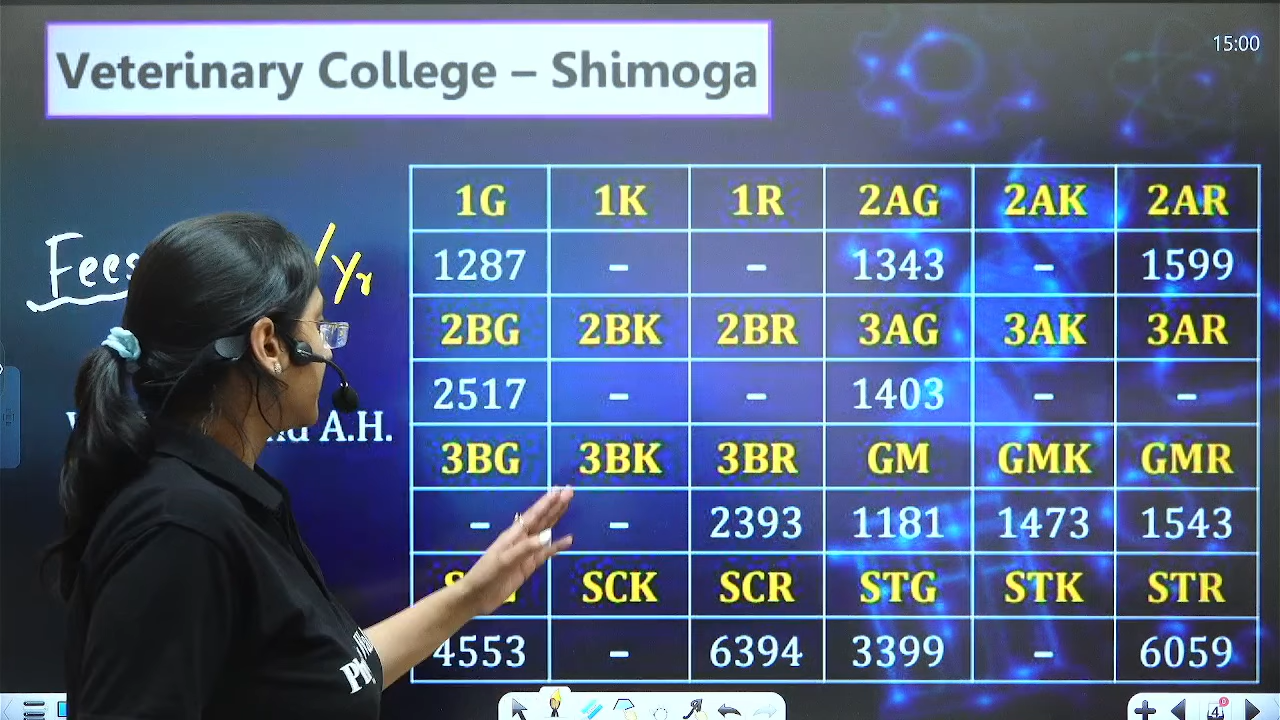 Veterinary College – Shimoga
15:00
1G 1K 1R 2AG 2AK 2AR
1287 – – 1343 – 1599
Fees /yr
2BG 2BK 2BR 3AG 3AK 3AR
2517 – – 1403 – –
A.H.
3BG 3BK 3BR GM GMK GMR
– – 2393 1181 1473 1543
SCK SCR STG STK STR
4553 – 6394 3399 – 6059
4